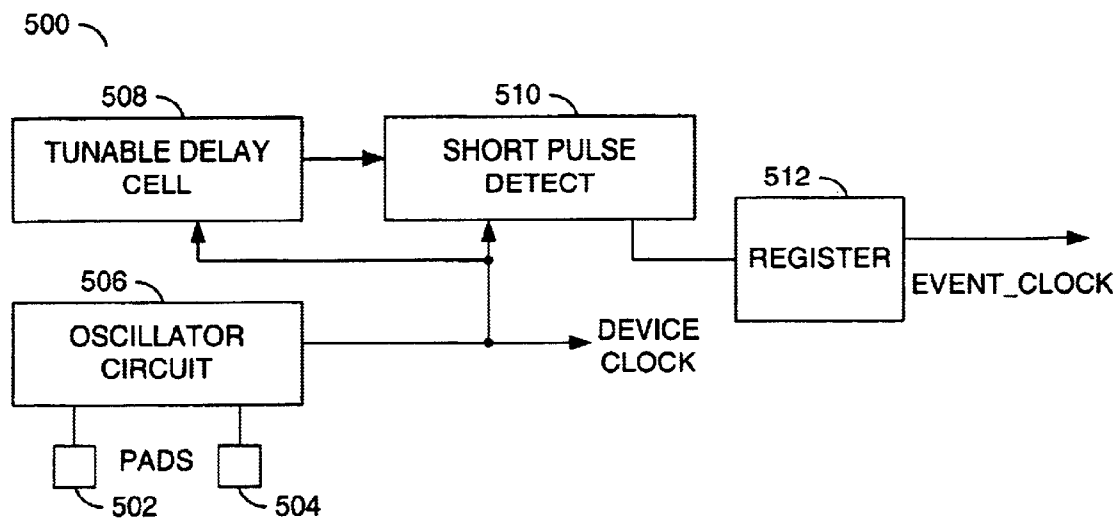 500
508
510
TUNABLE DELAY
CELL
SHORT PULSE
DETECT
512
REGISTER
EVENT_CLOCK
506
OSCILLATOR
CIRCUIT
DEVICE
CLOCK
PADS
502
504